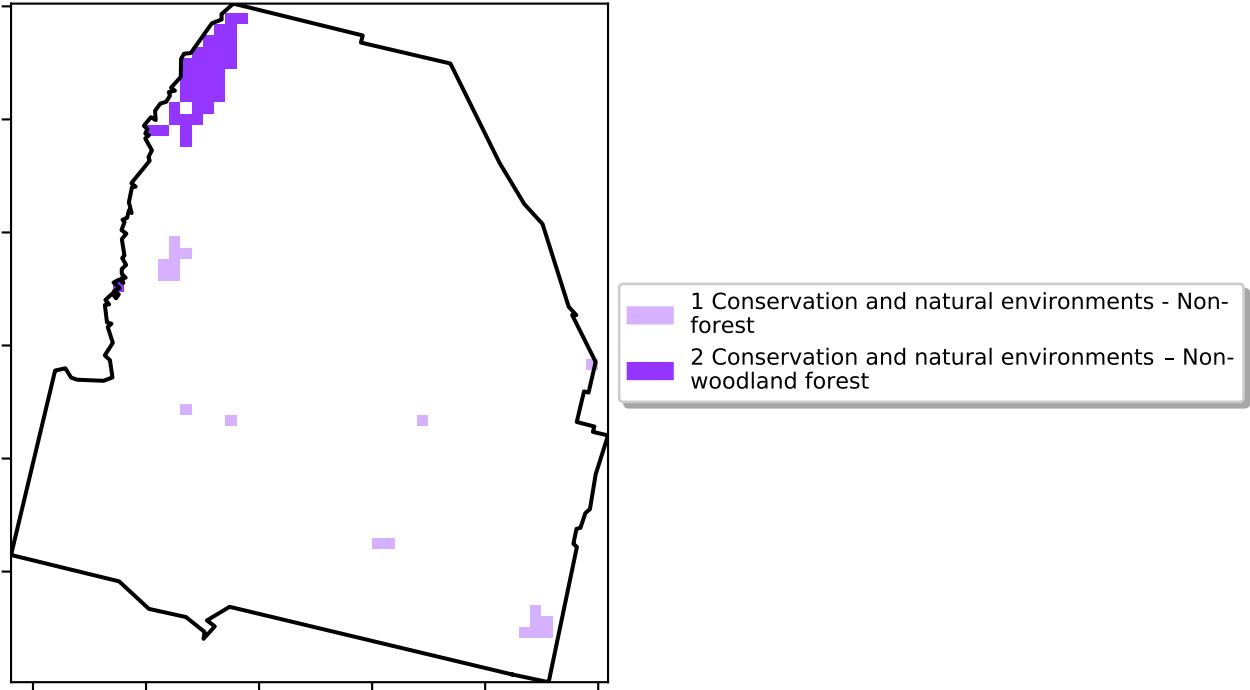 1 Conservation and natural environments - Non-
forest
2 Conservation and natural environments – Non-
woodland forest